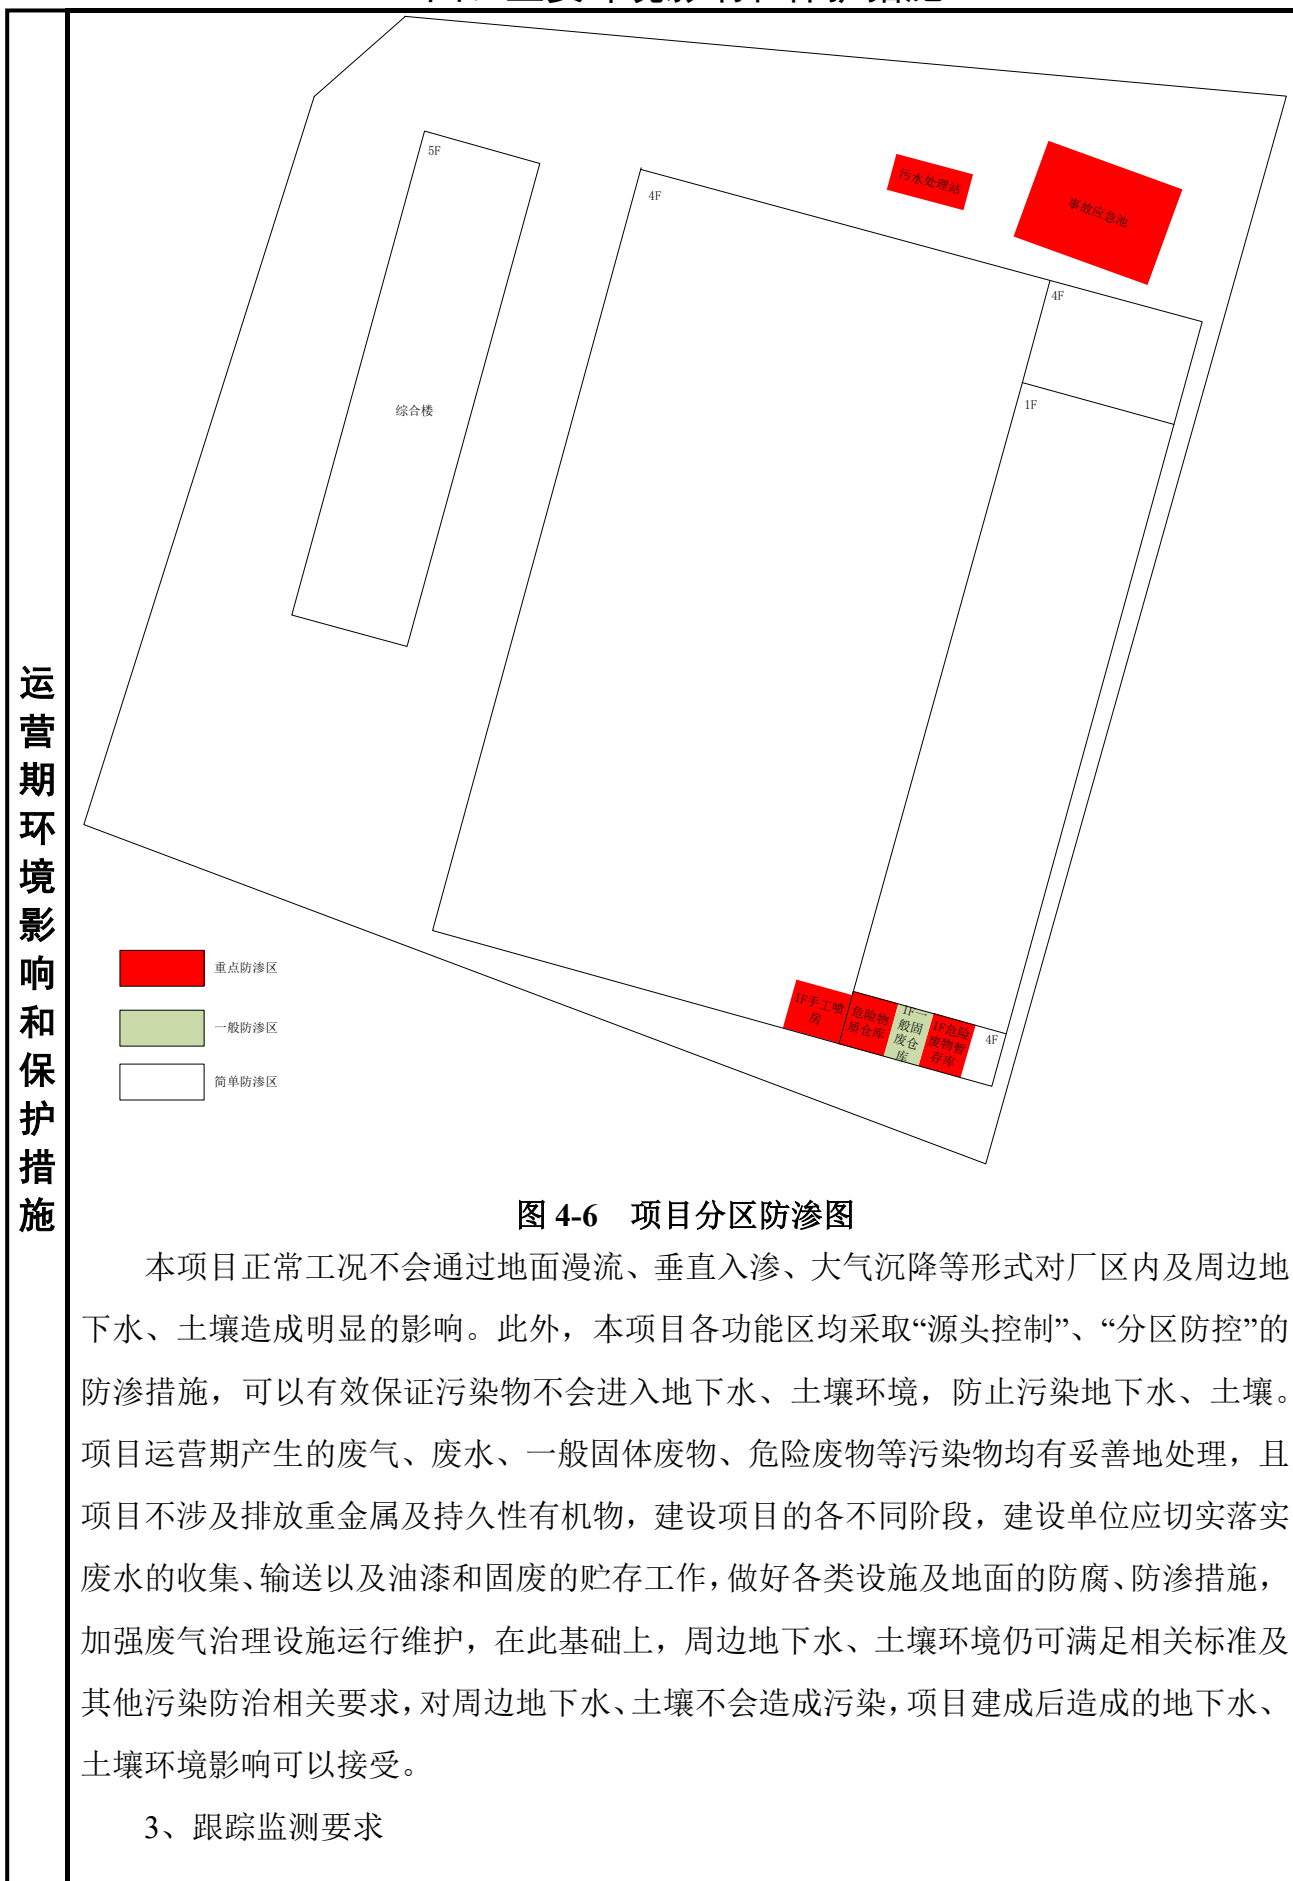 5F
4F
污水处理站
事故应急池
4F
1F
综合楼
重点防渗区
一般防渗区
简单防渗区
1F手工喷
房
危险物
质仓库
1F一
般固
废仓
库
1F危险
废物暂
存库
4F
运
营
期
环
境
影
响
和
保
护
措
施
图 4-6 项目分区防渗图
本项目正常工况不会通过地面漫流、垂直入渗、大气沉降等形式对厂区内及周边地
下水、土壤造成明显的影响。此外，本项目各功能区均采取“源头控制”、“分区防控”的
防渗措施，可以有效保证污染物不会进入地下水、土壤环境，防止污染地下水、土壤。
项目运营期产生的废气、废水、一般固体废物、危险废物等污染物均有妥善地处理，且
项目不涉及排放重金属及持久性有机物，建设项目的各不同阶段，建设单位应切实落实
废水的收集、输送以及油漆和固废的贮存工作，做好各类设施及地面的防腐、防渗措施，
加强废气治理设施运行维护，在此基础上，周边地下水、土壤环境仍可满足相关标准及
其他污染防治相关要求，对周边地下水、土壤不会造成污染，项目建成后造成的地下水、
土壤环境影响可以接受。
3、跟踪监测要求